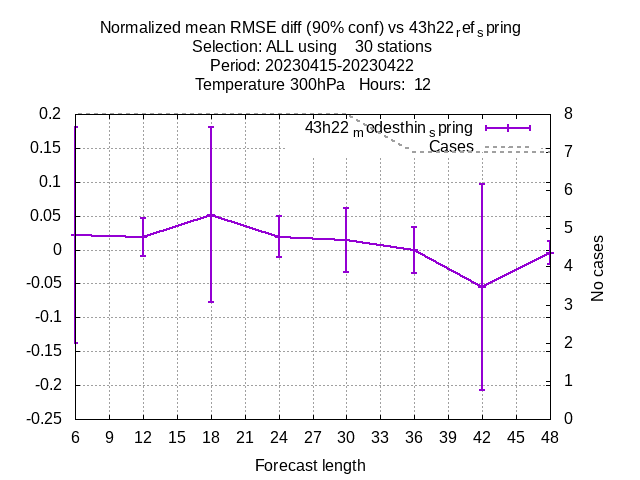 Normalized mean RMSE diff (90% conf) vs 43h22refspring
Selection: ALL using 30 stations
Period: 20230415-20230422
Temperature 300hPa Hours: 12
43h22modesthinspring
Cases
0.2
0.15
0.1
0.05
0
-0.05
-0.1
-0.15
-0.2
-0.25
8
7
6
5
4
3
2
1
0
No cases
6 9 12 15 18 21 24 27 30 33 36 39 42 45 48
Forecast length